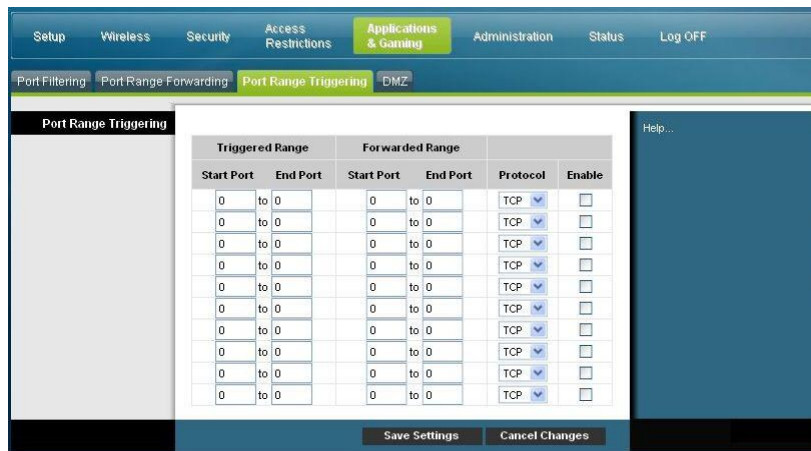 Setup Wireless Security Access Restrictions Applications & Gaming Administration Status Log OFF
Port Filtering Port Range Forwarding Port Range Triggering DMZ
Port Range Triggering
Help...
Triggered Range Forwarded Range
Start Port End Port Start Port End Port Protocol Enable
0 to 0 0 to 0 TCP
0 to 0 0 to 0 TCP
0 to 0 0 to 0 TCP
0 to 0 0 to 0 TCP
0 to 0 0 to 0 TCP
0 to 0 0 to 0 TCP
0 to 0 0 to 0 TCP
0 to 0 0 to 0 TCP
0 to 0 0 to 0 TCP
0 to 0 0 to 0 TCP
Save Settings Cancel Changes